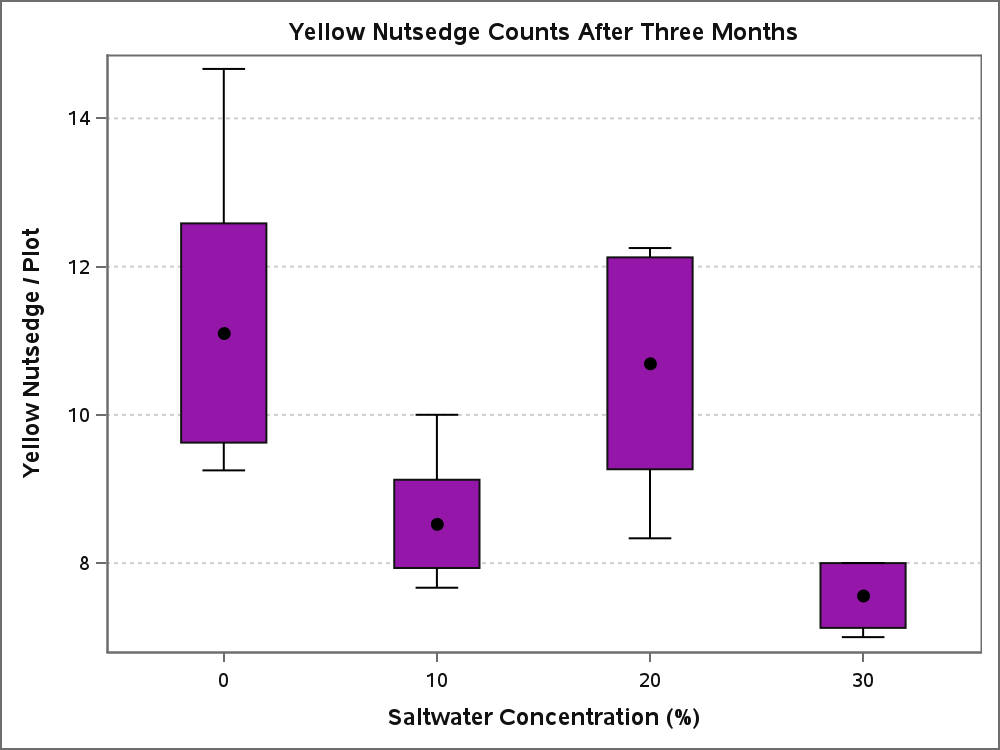 Yellow Nutsedge Counts After Three Months
Yellow Nutsedge / Plot
14
12
10
8
0 10 20 30
Saltwater Concentration (%)